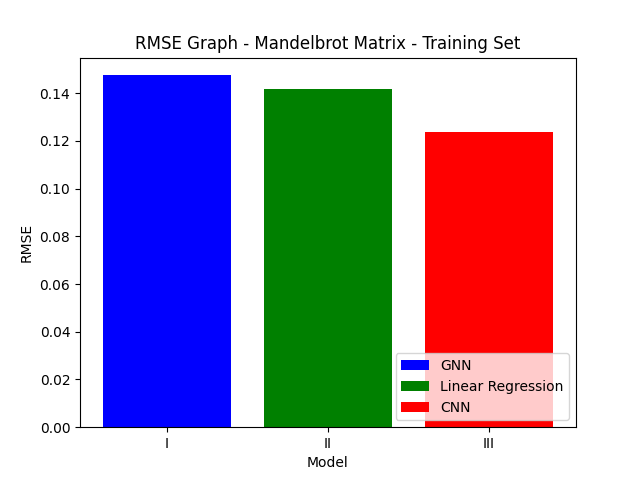 RMSE Graph - Mandelbrot Matrix - Training Set
0.14
0.12
0.10
0.08
0.06
0.04
0.02
0.00
RMSE
GNN
Linear Regression
CNN
I
II
III
Model